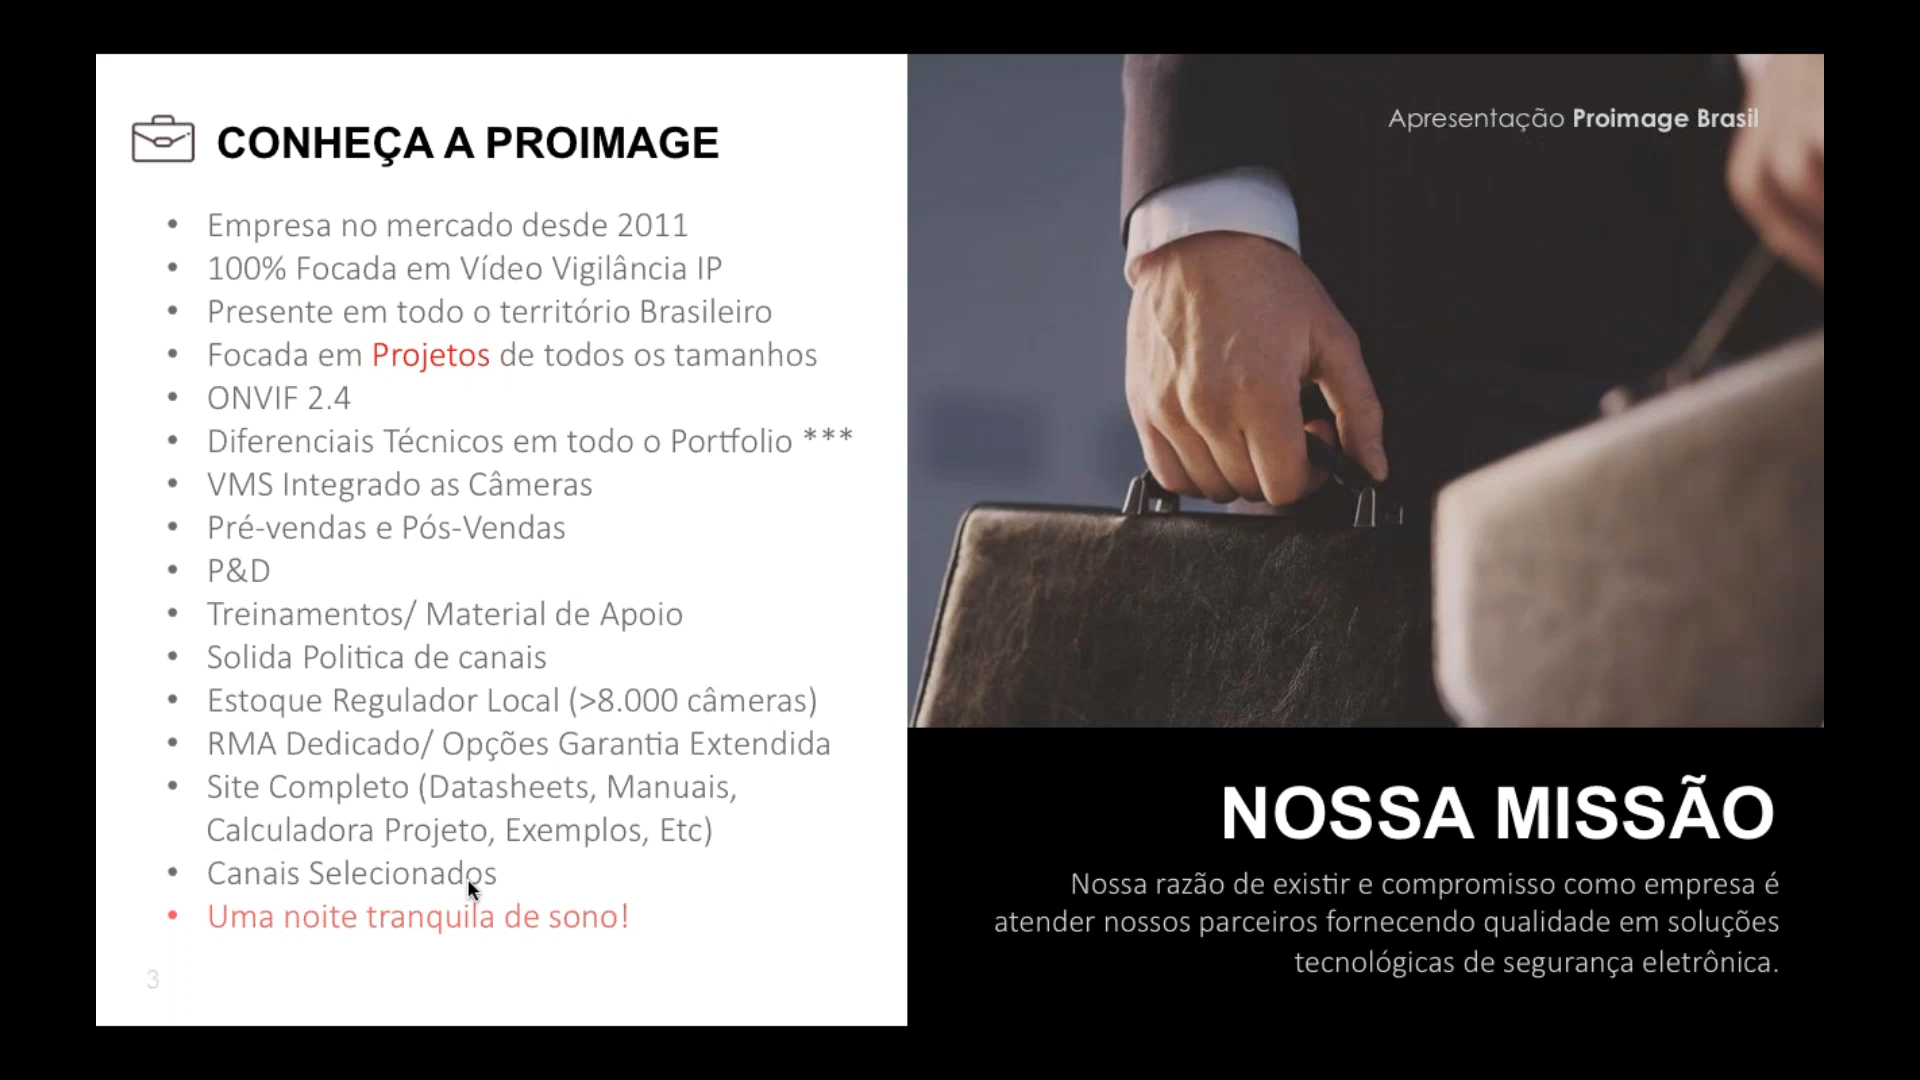 CONHEÇA A PROIMAGE
• Empresa no mercado desde 2011
• 100% Focada em Vídeo Vigilância IP
• Presente em todo o território Brasileiro
• Focada em Projetos de todos os tamanhos
• ONVIF 2.4
• Diferenciais Técnicos em todo o Portfolio ***
• VMS Integrado as Câmeras
• Pré-vendas e Pós-Vendas
• P&D
• Treinamentos/ Material de Apoio
• Solida Politica de canais
• Estoque Regulador Local (>8.000 câmeras)
• RMA Dedicado/ Opções Garantia Extendida
• Site Completo (Datasheets, Manuais,
Calculadora Projeto, Exemplos, Etc)
• Canais Selecionados
• Uma noite tranquila de sono!
3
Apresentação Proimage Brasil
NOSSA MISSÃO
Nossa razão de existir e compromisso como empresa é
atender nossos parceiros fornecendo qualidade em soluções
tecnológicas de segurança eletrônica.